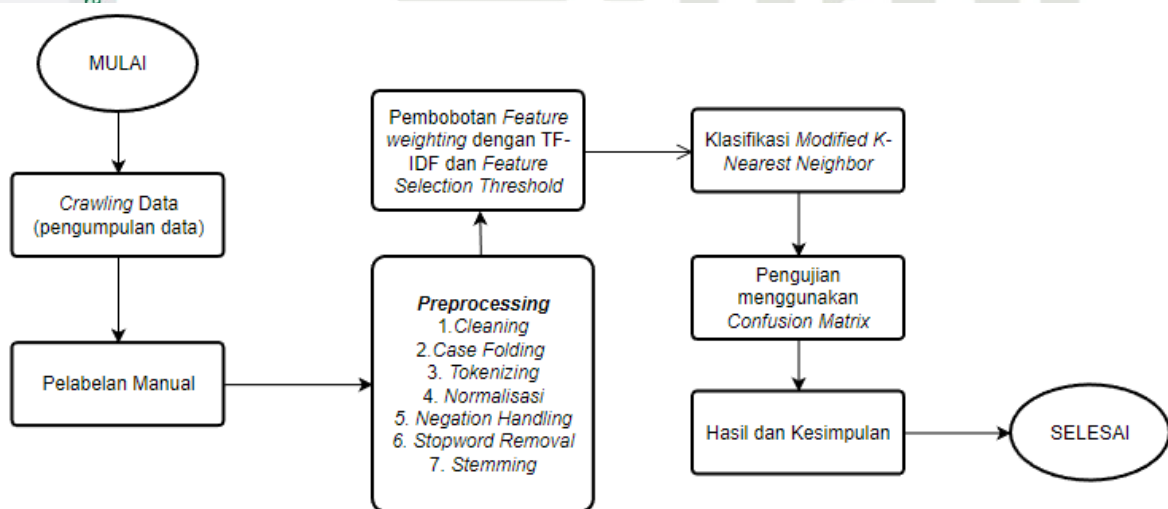 MULAI
Crawling Data
(pengumpulan data)
Pelabelan Manual
Preprocessing
1.Cleaning
2.Case Folding
3. Tokenizing
4. Normalisasi
5. Negation Handling
6. Stopword Removal
7. Stemming
Pembobotan Feature
weighting dengan TF-
IDF dan Feature
Selection Threshold
Klasifikasi Modified K-
Nearest Neighbor
Pengujian
menggunakan
Confusion Matrix
Hasil dan Kesimpulan
SELESAI